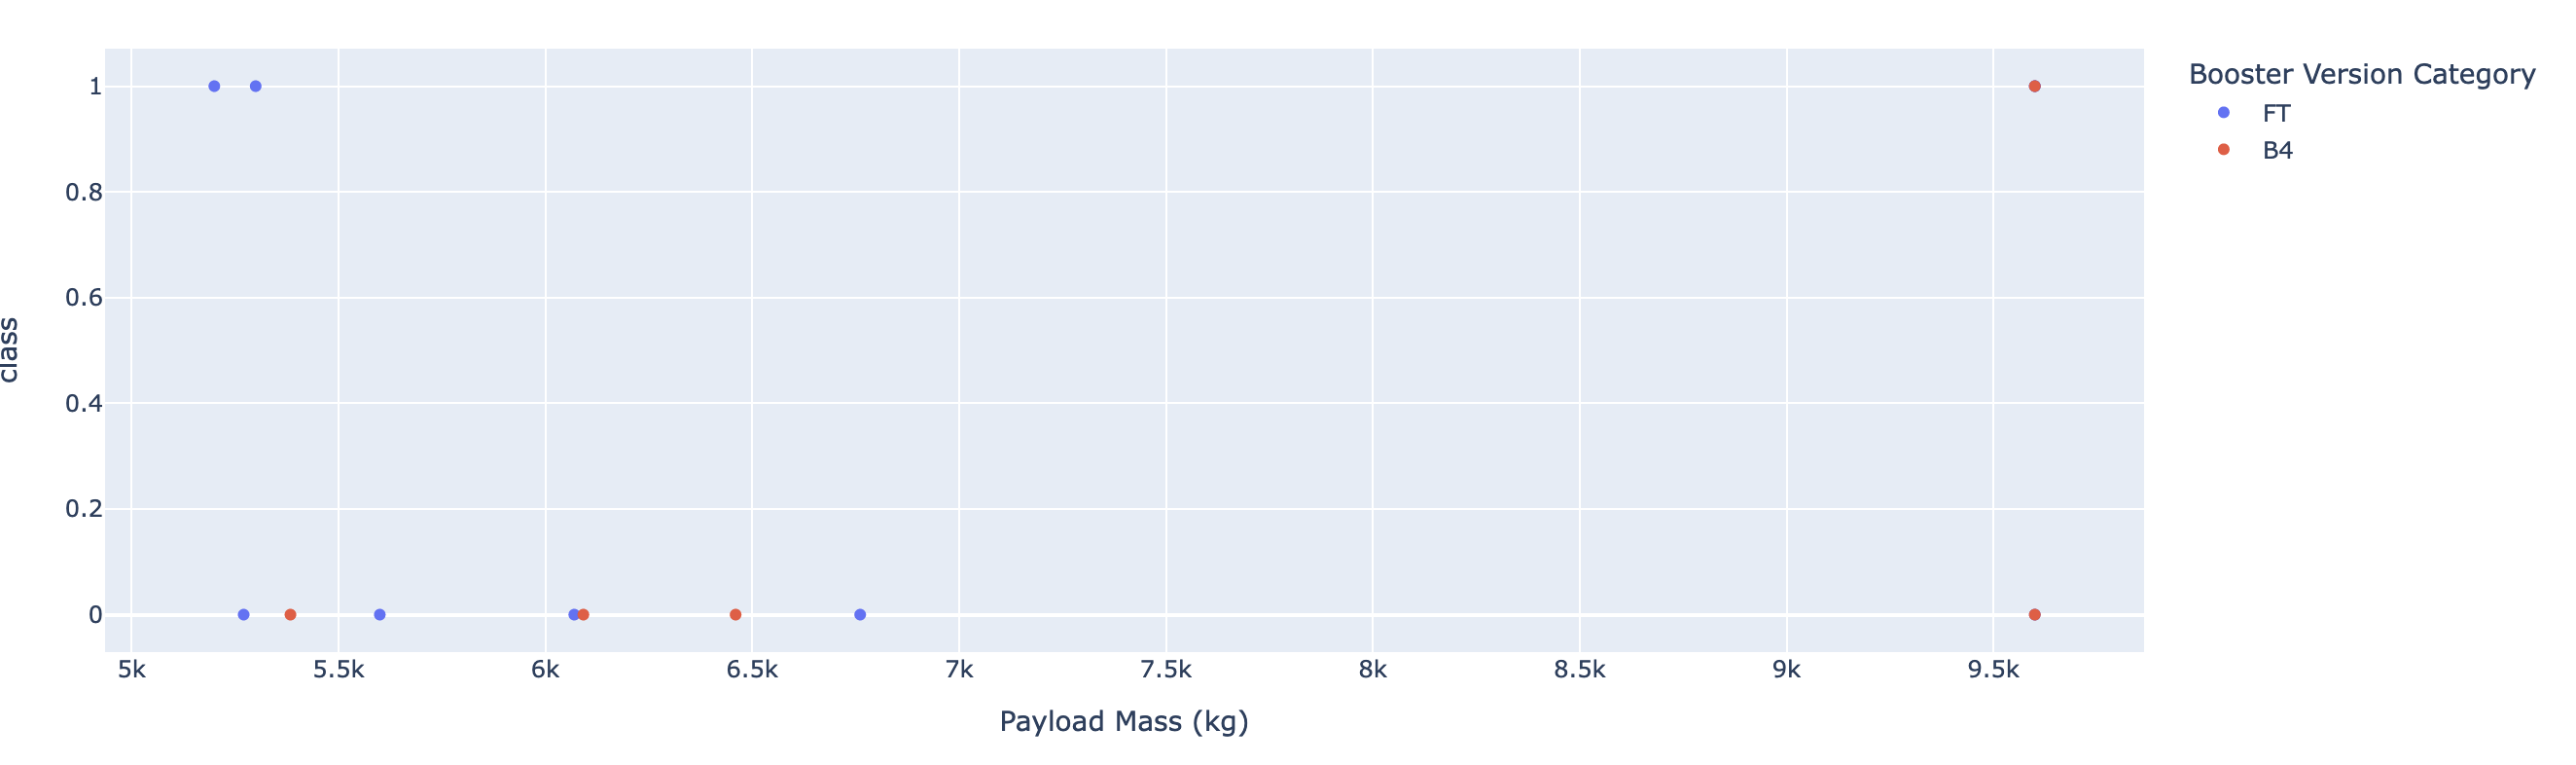 Booster Version Category
FT
B4
1
0.8
0.6
0.4
0.2
0
class
5k 5.5k 6k 6.5k 7k 7.5k 8k 8.5k 9k 9.5k
Payload Mass (kg)